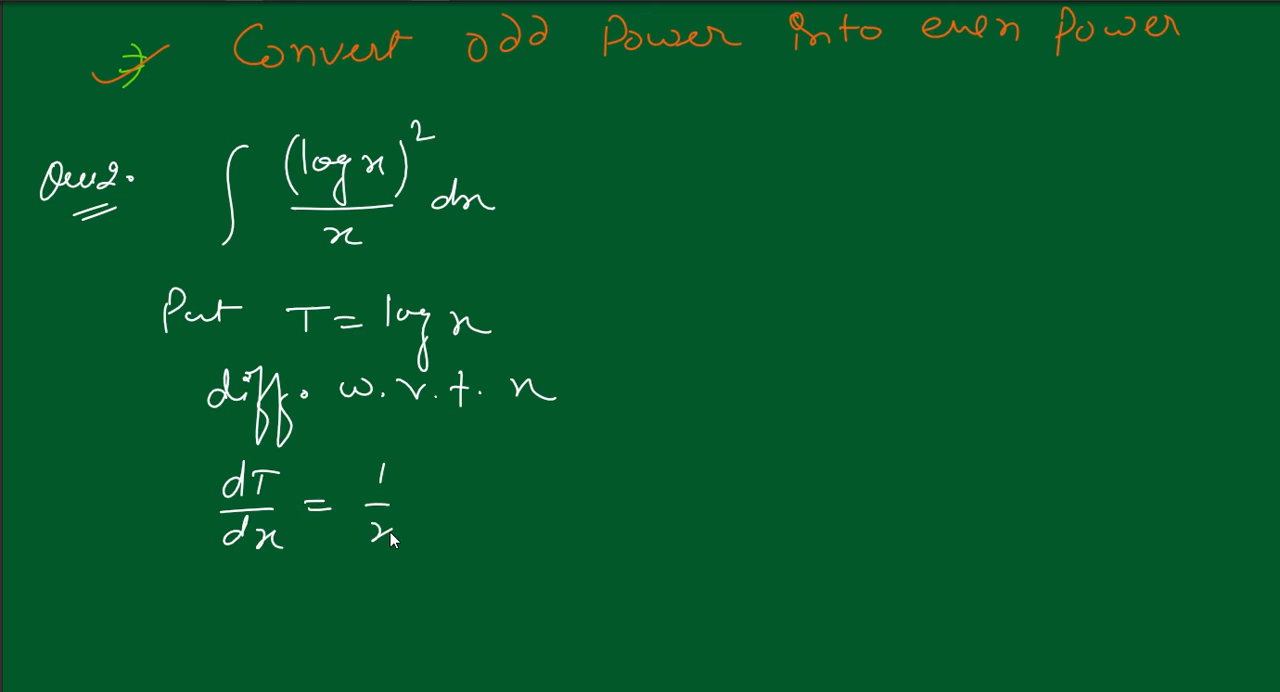 ⇒ Convert odd Power into even Power
Que2. ∫ (log x)² / x dx
Put T = log x
diff. w.r.t. x
dT/dx = 1/x